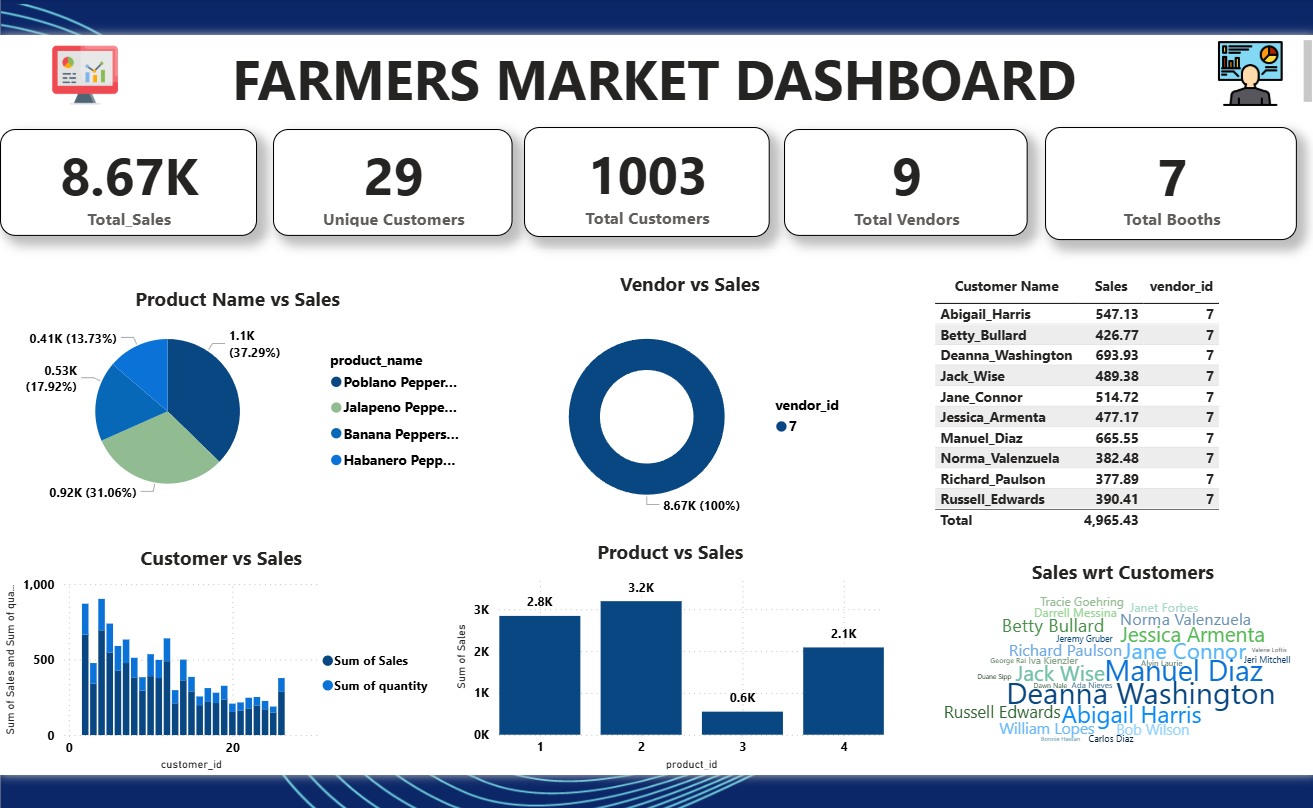 FARMERS MARKET DASHBOARD
8.67K
Total_Sales
29
Unique Customers
1003
Total Customers
9
Total Vendors
7
Total Booths
Product Name vs Sales
0.41K (13.73%)
1.1K
(37.29%)
0.53K
(17.92%)
0.92K (31.06%)
product_name
Poblano Pepper...
Jalapeno Peppe...
Banana Peppers...
Habanero Pepp...
Vendor vs Sales
8.67K (100%)
vendor_id
7
Customer Name Sales vendor_id
Abigail_Harris 547.13 7
Betty_Bullard 426.77 7
Deanna_Washington 693.93 7
Jack_Wise 489.38 7
Jane_Connor 514.72 7
Jessica_Armenta 477.17 7
Manuel_Diaz 665.55 7
Norma_Valenzuela 382.48 7
Richard_Paulson 377.89 7
Russell_Edwards 390.41 7
Total 4,965.43
Customer vs Sales
Sum of Sales and Sum of qua...
1,000
500
0
0 20
customer_id
Sum of Sales
Sum of quantity
Product vs Sales
Sum of Sales
3K
2K
1K
0K
2.8K
3.2K
0.6K
2.1K
1 2 3 4
product_id
Sales wrt Customers
Tracie Goehring
Darrell Messina
Janet Forbes
Betty Bullard
Norma Valenzuela
Jeremy Gruber
Jessica Armenta
Richard Paulson
Jane Connor
Valerie Loftis
George Rai
Iva Kienzler
Alvin Laurie
Jeri Mitchell
Duane Sipp
Jack Wise
Manuel Diaz
Dawn Nale
Ada Nieves
Deanna Washington
Russell Edwards
Abigail Harris
William Lopes
Bob Wilson
Carlos Diaz